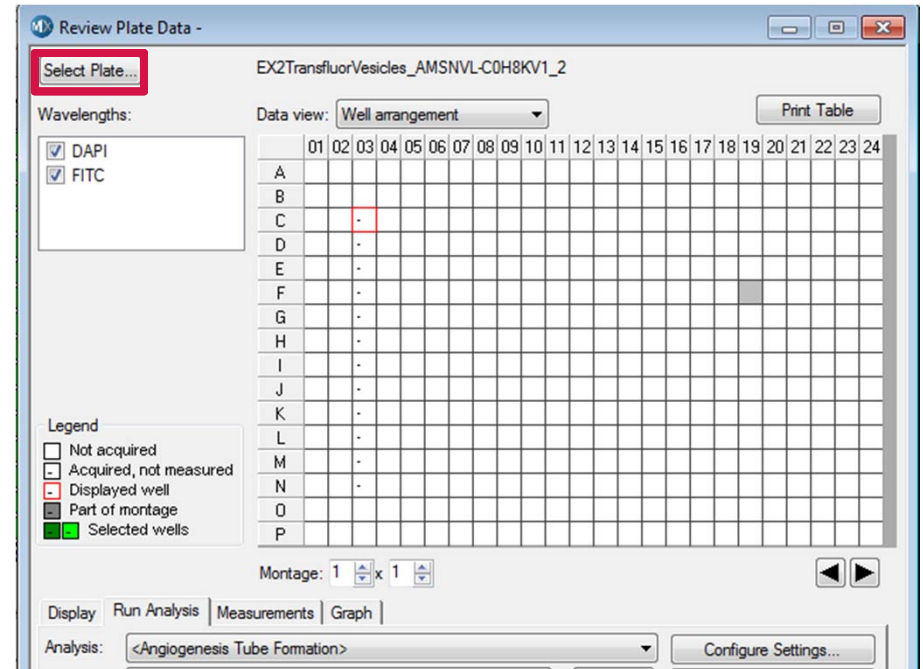 Review Plate Data -
Select Plate...
EX2TransfluorVesicles_AMSNVL-C0H8KV1_2
Wavelengths:
Data view: Well arrangement
Print Table
DAPI
FITC
01 02 03 04 05 06 07 08 09 10 11 12 13 14 15 16 17 18 19 20 21 22 23 24
A
B
C -
D -
E -
F -
G -
H -
I -
J -
K -
L -
M -
N -
O
P
Legend
Not acquired
- Acquired, not measured
- Displayed well
- Part of montage
- - Selected wells
Montage: 1 x 1
Display Run Analysis Measurements Graph
Analysis: <Angiogenesis Tube Formation> Configure Settings...